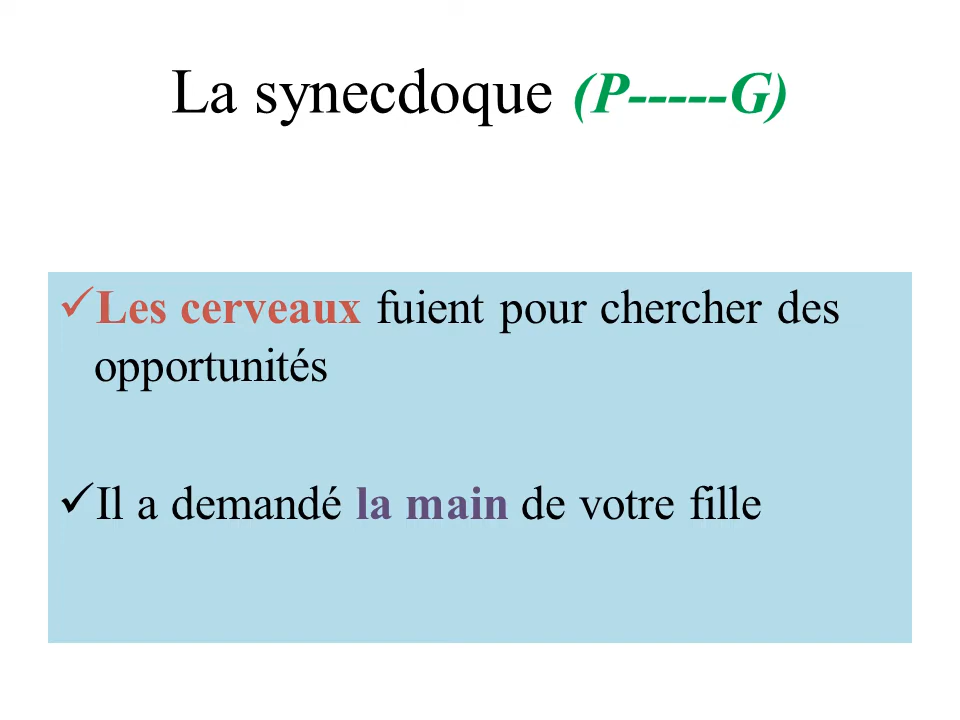 La synecdoque (P-----G)
✓Les cerveaux fuient pour chercher des
opportunités
✓Il a demandé la main de votre fille